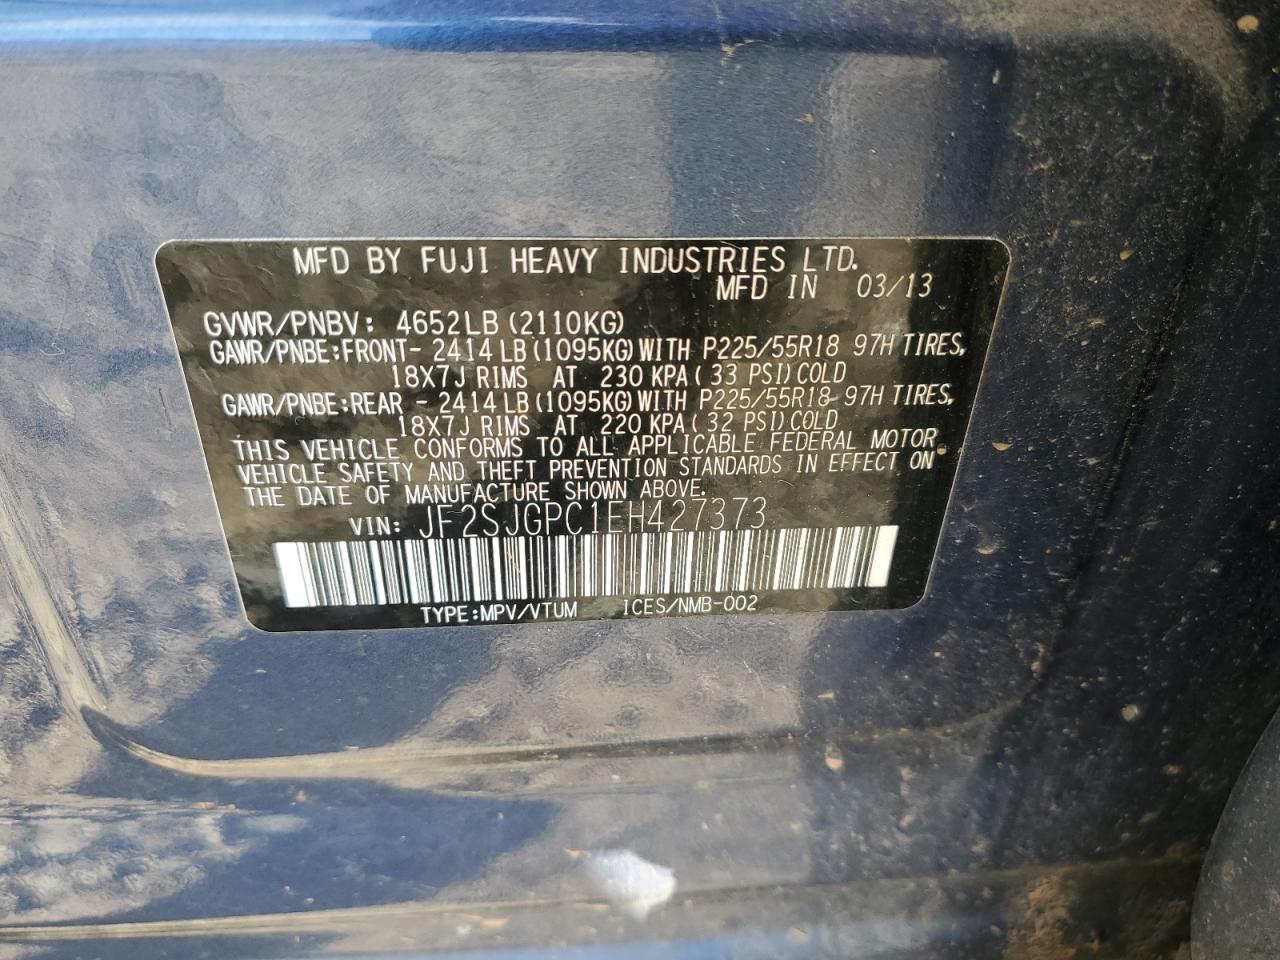 MFD BY FUJI HEAVY INDUSTRIES LTD.
MFD IN 03/13
GVWR/PNBV: 4652LB (2110KG)
GAWR/PNBE:FRONT- 2414 LB (1095KG) WITH P225/55R18 97H TIRES,
18X7J RIMS AT 230 KPA ( 33 PSI) COLD
GAWR/PNBE:REAR - 2414 LB (1095KG) WITH P225/55R18 97H TIRES,
18X7J RIMS AT 220 KPA ( 32 PSI) COLD
THIS VEHICLE CONFORMS TO ALL APPLICABLE FEDERAL MOTOR
VEHICLE SAFETY AND THEFT PREVENTION STANDARDS IN EFFECT ON
THE DATE OF MANUFACTURE SHOWN ABOVE.
VIN: JF2SJGPC1EH427373
TYPE:MPV/VTUM ICES/NMB-002